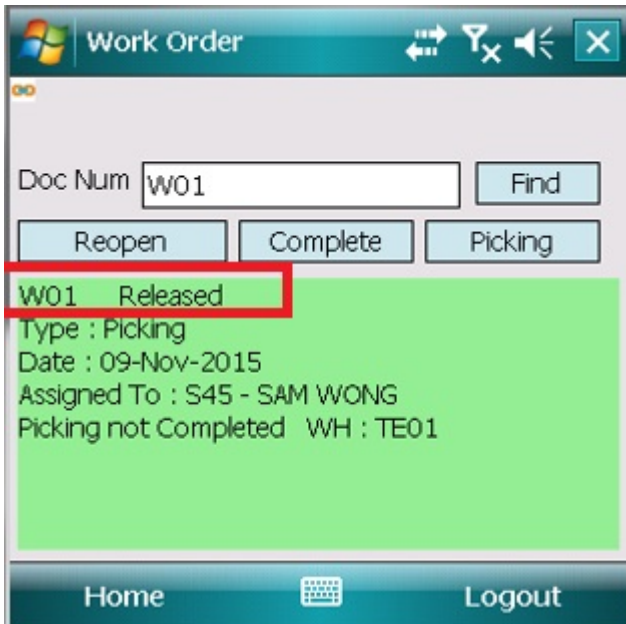 Work Order
Doc Num W01 Find
Reopen Complete Picking
W01 Released
Type : Picking
Date : 09-Nov-2015
Assigned To : S45 - SAM WONG
Picking not Completed WH : TE01
Home Logout